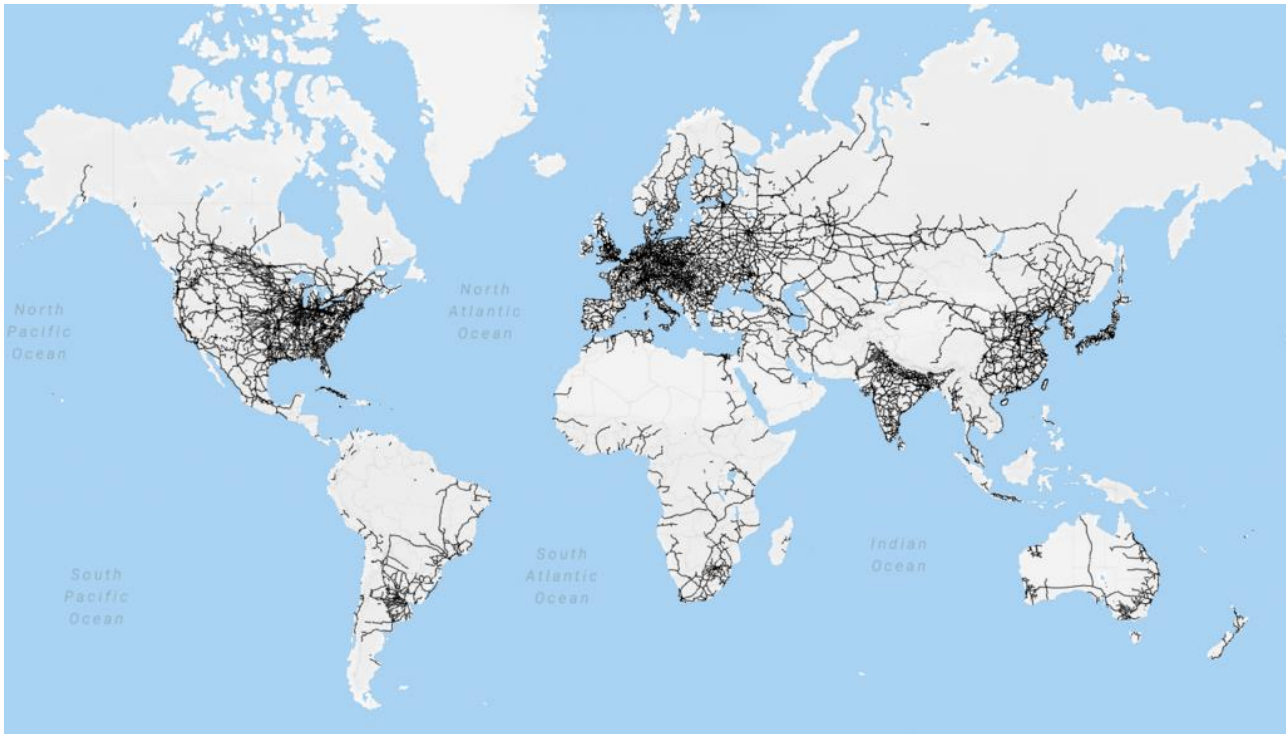 North
Pacific
Ocean
North
Atlantic
Ocean
South
Pacific
Ocean
South
Atlantic
Ocean
Indian
Ocean